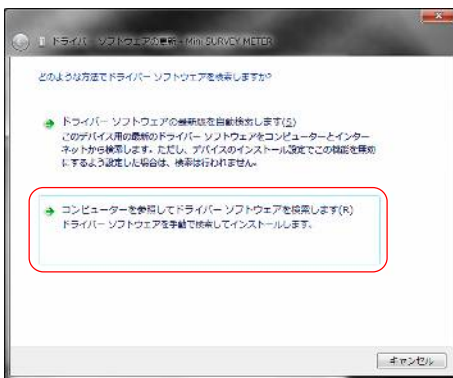 ドライバー ソフトウェアの更新 - Mini SURVEY METER
どのような方法でドライバー ソフトウェアを検索しますか?
ドライバー ソフトウェアの最新版を自動検索します(S)
このデバイス用の最新のドライバー ソフトウェアをコンピューターとインター
ネットから検索します。ただし、デバイスのインストール設定でこの機能を無効
にするよう設定した場合は、検索は行われません。
コンピューターを参照してドライバー ソフトウェアを検索します(R)
ドライバー ソフトウェアを手動で検索してインストールします。
キャンセル